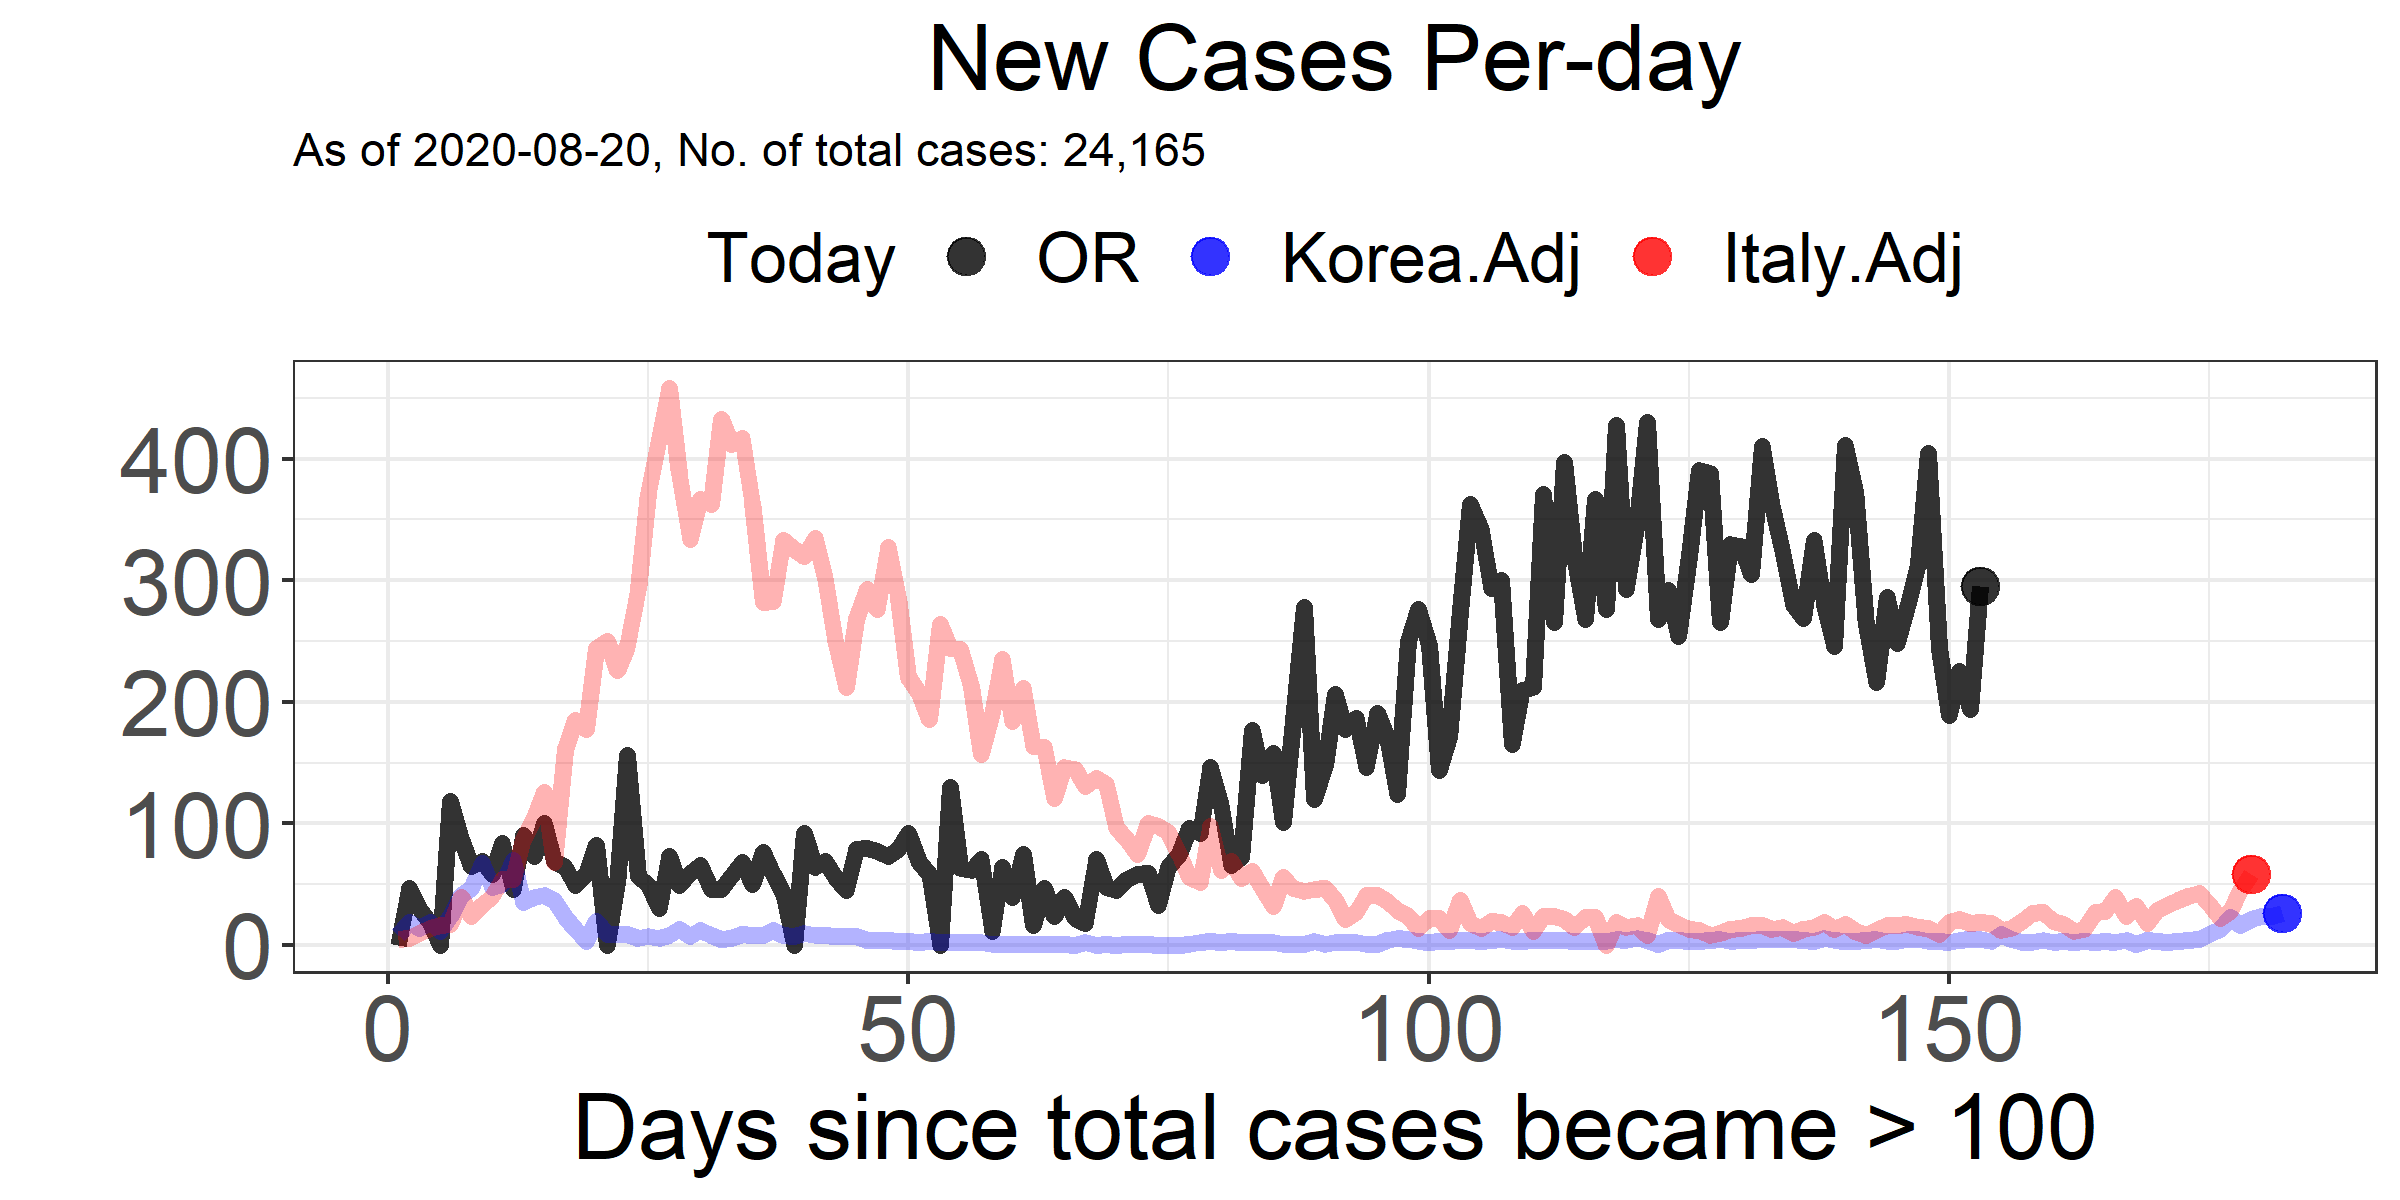 New Cases Per-day
As of 2020-08-20, No. of total cases: 24,165
Today OR Korea.Adj Italy.Adj
400
300
200
100
0
0 50 100 150
Days since total cases became > 100